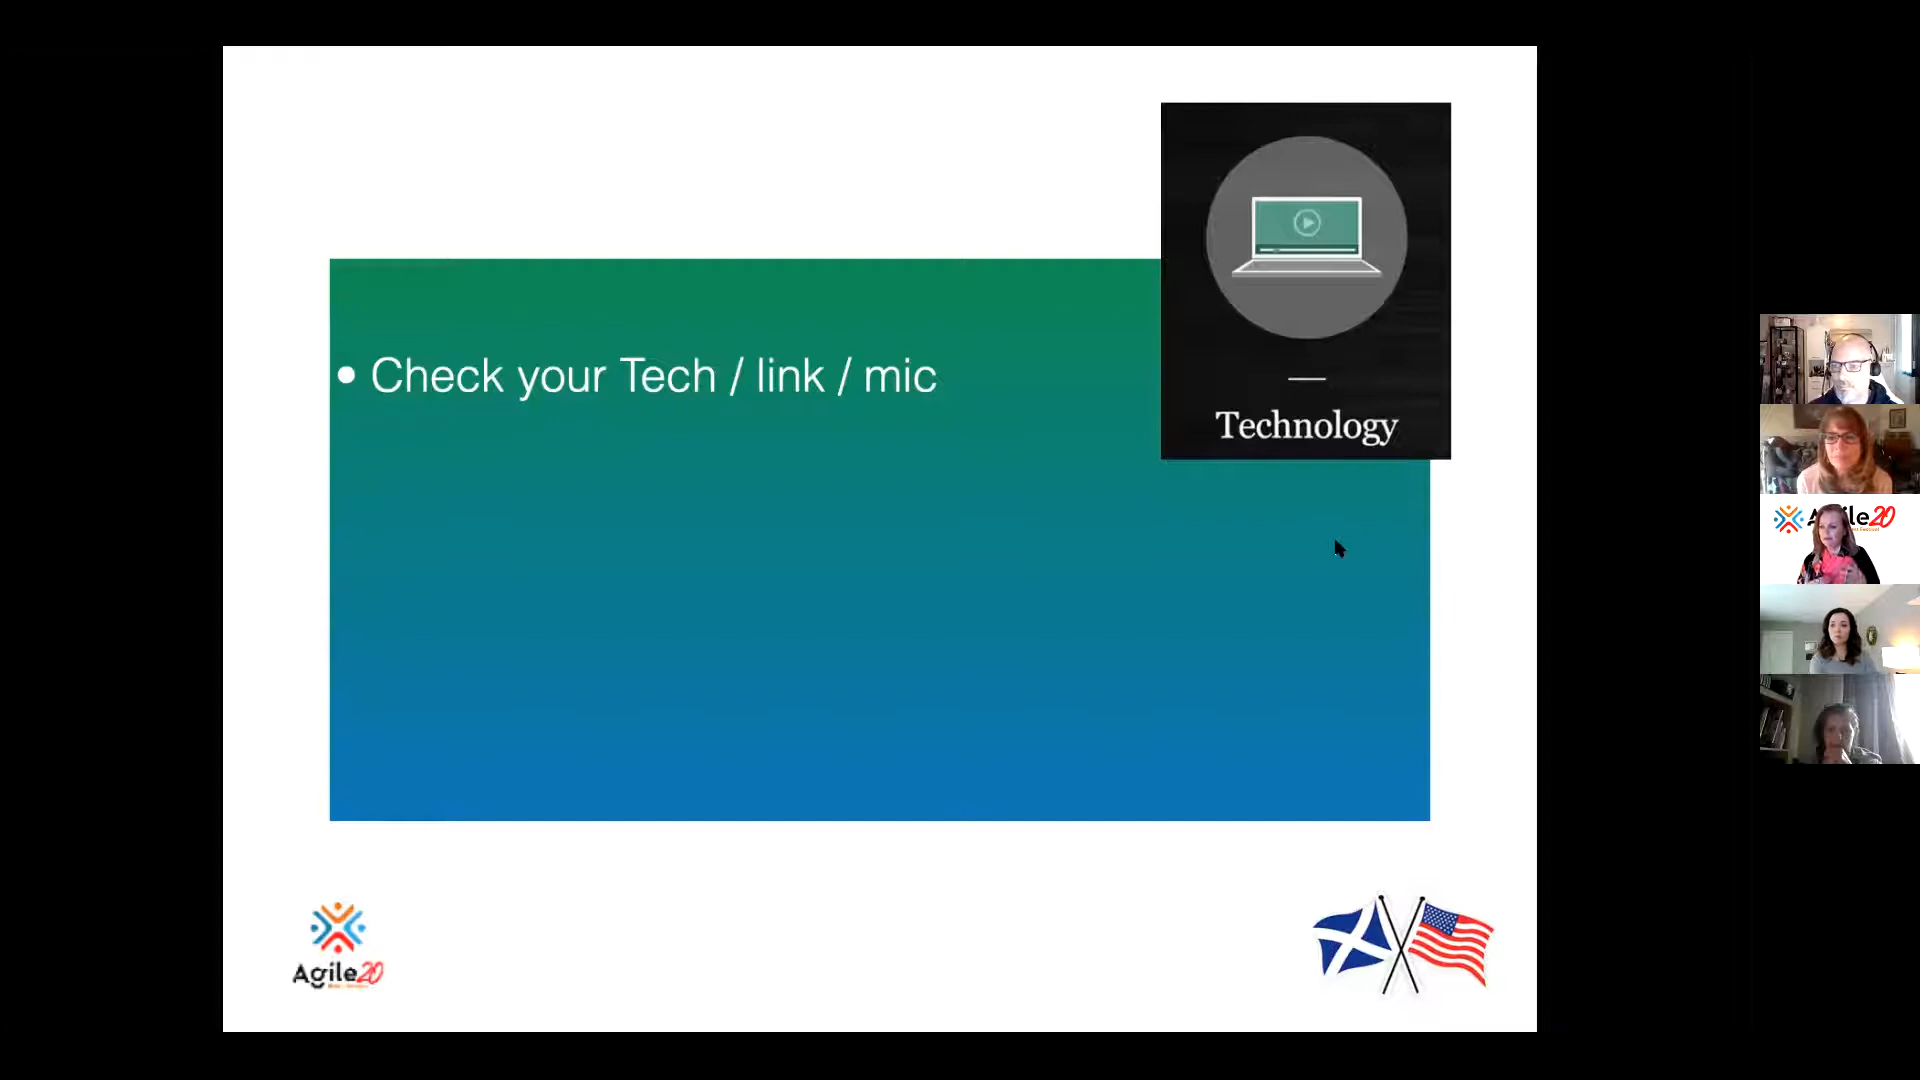 • Check your Tech / link / mic
Technology
Agile20